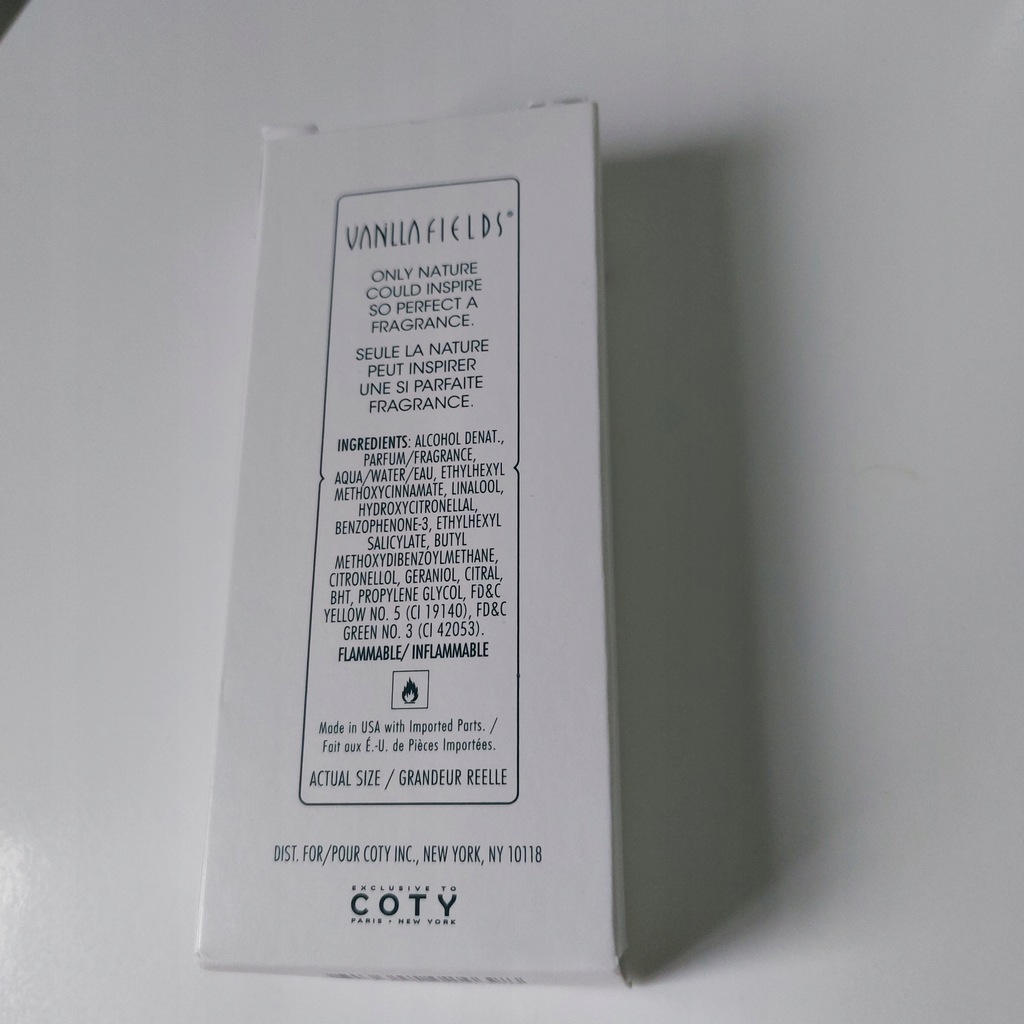 VANILLA FIELDS®
ONLY NATURE
COULD INSPIRE
SO PERFECT A
FRAGRANCE.
SEULE LA NATURE
PEUT INSPIRER
UNE SI PARFAITE
FRAGRANCE.
INGREDIENTS: ALCOHOL DENAT.,
PARFUM/FRAGRANCE,
AQUA/WATER/EAU, ETHYLHEXYL
METHOXYCINNAMATE, LINALOOL,
HYDROXYCITRONELLAL,
BENZOPHENONE-3, ETHYLHEXYL
SALICYLATE, BUTYL
METHOXYDIBENZOYLMETHANE,
CITRONELLOL, GERANIOL, CITRAL,
BHT, PROPYLENE GLYCOL, FD&C
YELLOW NO. 5 (CI 19140), FD&C
GREEN NO. 3 (CI 42053).
FLAMMABLE/ INFLAMMABLE
Made in USA with Imported Parts. /
Fait aux É.-U. de Pièces Importées.
ACTUAL SIZE / GRANDEUR REELLE
DIST. FOR/POUR COTY INC., NEW YORK, NY 10118
EXCLUSIVE TO
COTY
PARIS • NEW YORK